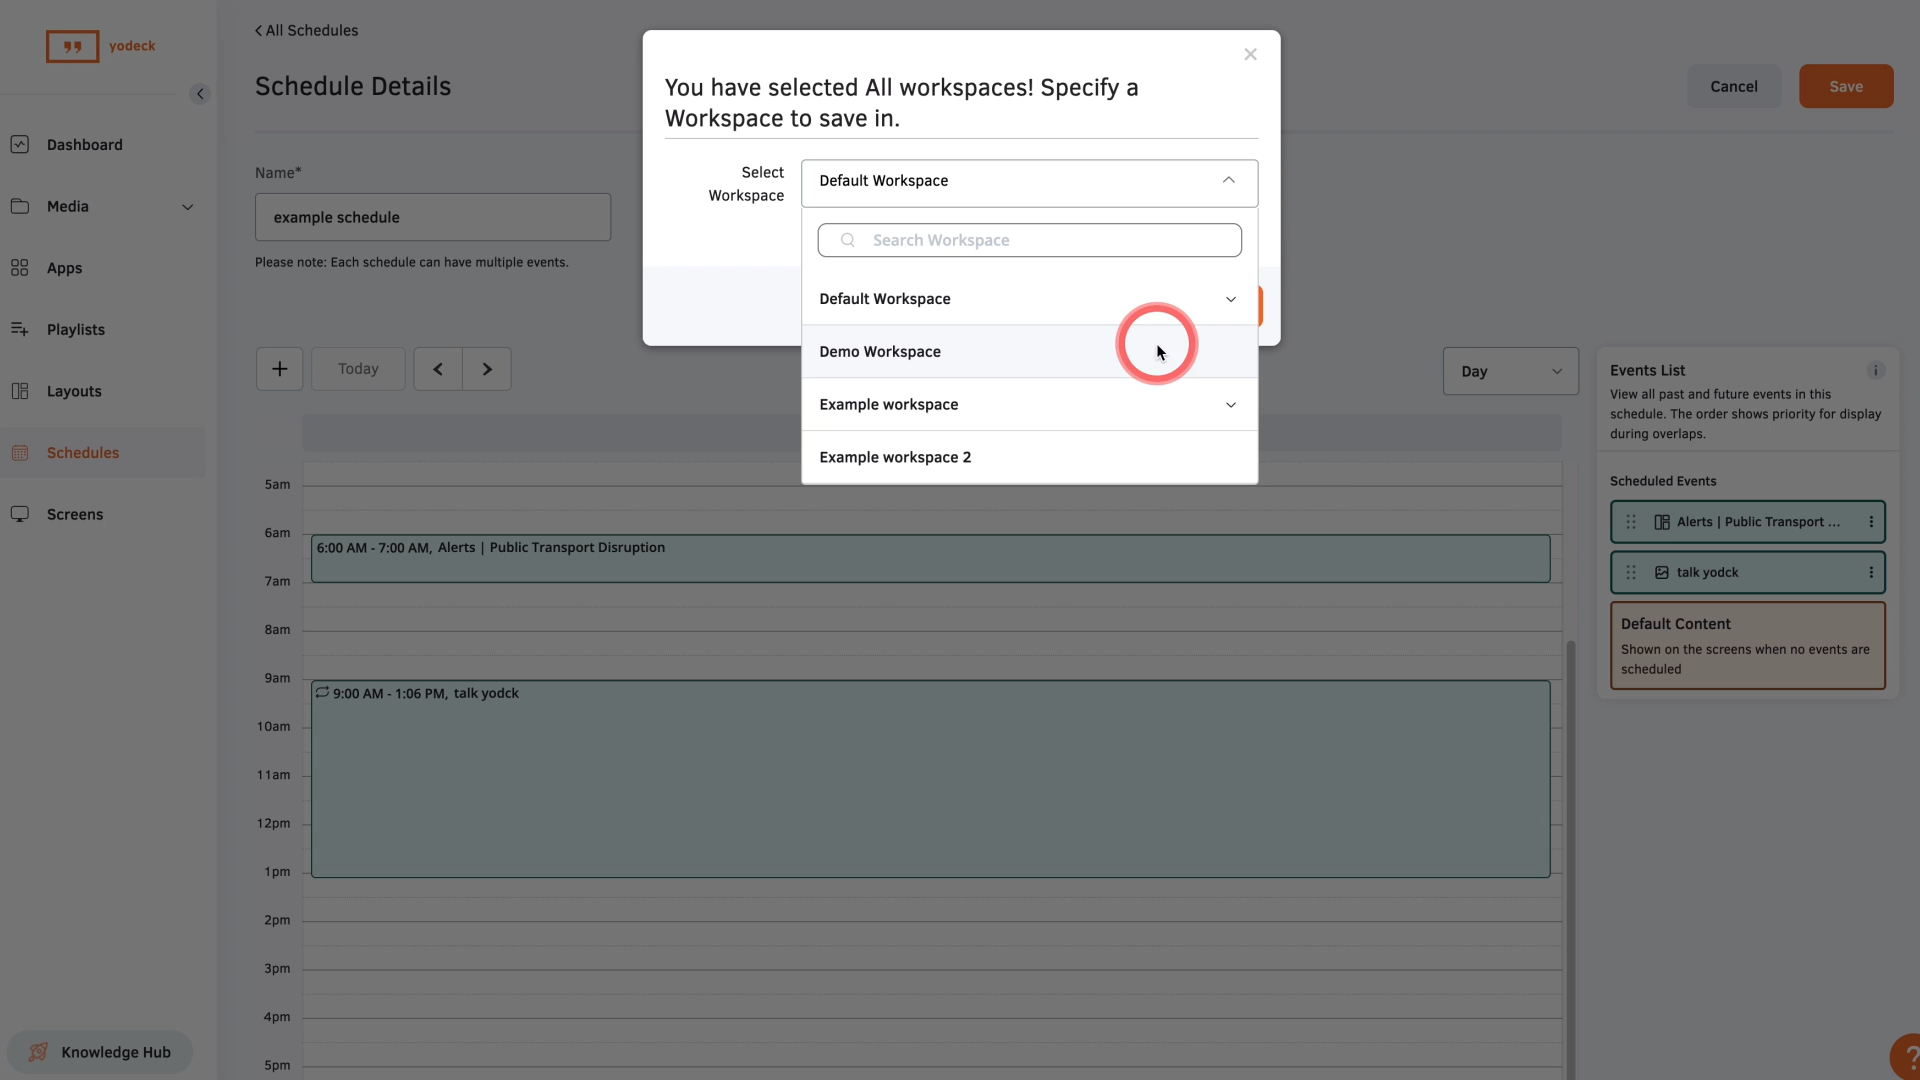 yodeck
All Schedules
Schedule Details
Cancel
Save
Dashboard
Media
Apps
Playlists
Layouts
Schedules
Screens
Knowledge Hub
Name*
example schedule
Please note: Each schedule can have multiple events.
Today
Day
You have selected All workspaces! Specify a
Workspace to save in.
Select
Workspace
Default Workspace
Search Workspace
Default Workspace
Demo Workspace
Example workspace
Example workspace 2
5am
6am
6:00 AM - 7:00 AM, Alerts | Public Transport Disruption
7am
8am
9am
9:00 AM - 1:06 PM, talk yodck
10am
11am
12pm
1pm
2pm
3pm
4pm
5pm
Events List
i
View all past and future events in this
schedule. The order shows priority for display
during overlaps.
Scheduled Events
Alerts | Public Transport ...
talk yodck
Default Content
Shown on the screens when no events are
scheduled
?